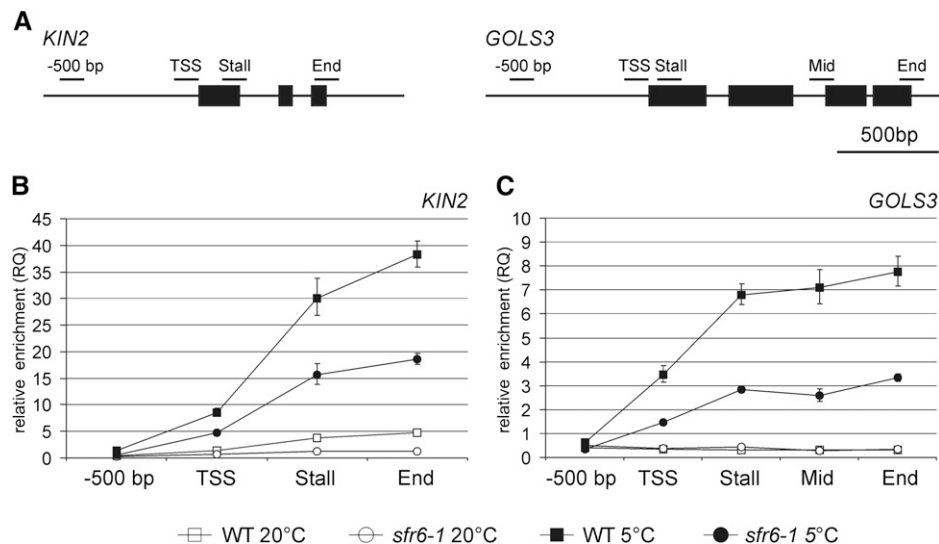 A
KIN2
-500 bp TSS Stall End
GOLS3
-500 bp TSS Stall Mid End
500bp
B
KIN2
relative enrichment (RQ)
45
40
35
30
25
20
15
10
5
0
-500 bp TSS Stall End
C
GOLS3
relative enrichment (RQ)
10
9
8
7
6
5
4
3
2
1
0
-500 bp TSS Stall Mid End
WT 20°C sfr6-1 20°C WT 5°C sfr6-1 5°C